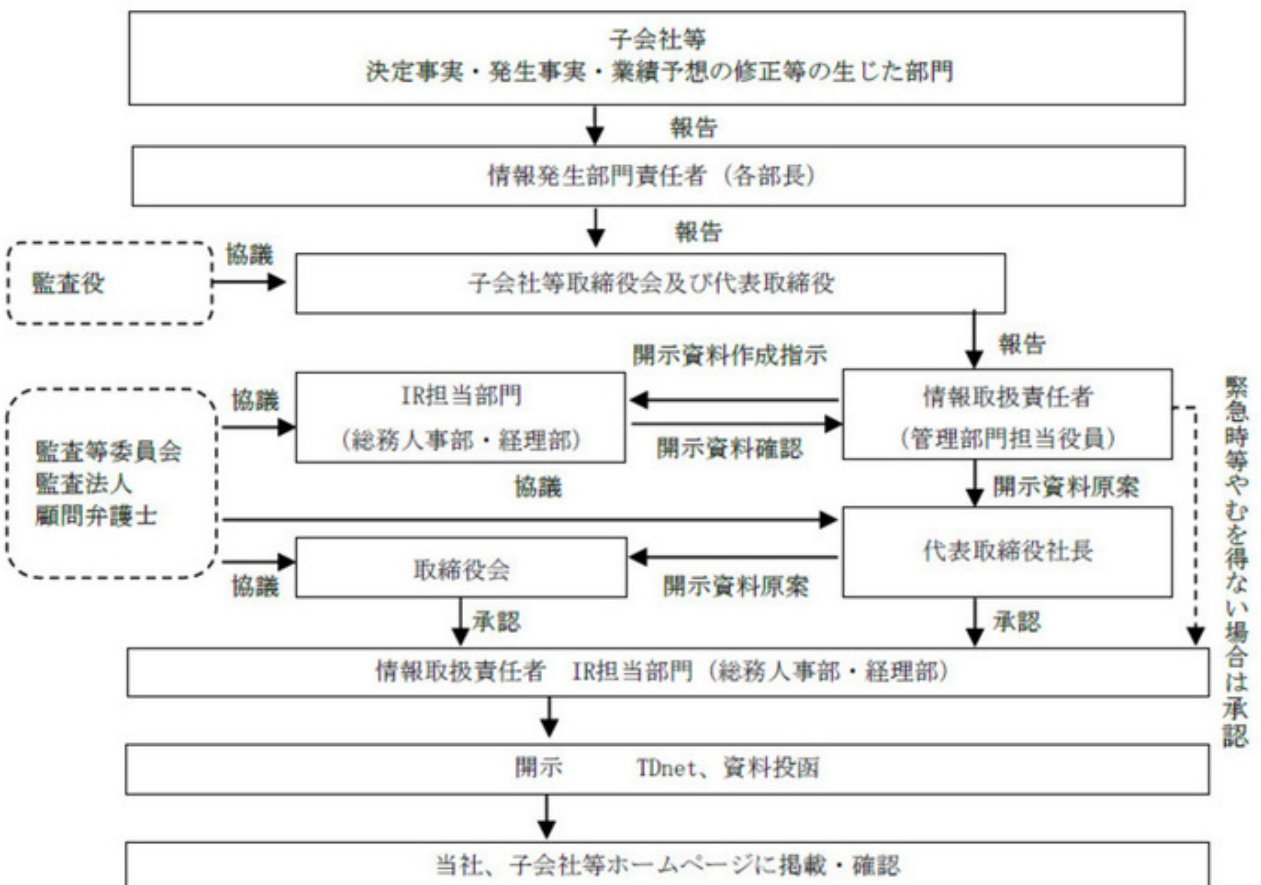 子会社等
決定事実・発生事実・業績予想の修正等の生じた部門
報告
情報発生部門責任者（各部長）
報告
協議
監査役
子会社等取締役会及び代表取締役
報告
開示資料作成指示
協議
IR担当部門
（総務人事部・経理部）
情報取扱責任者
（管理部門担当役員）
開示資料確認
監査等委員会
監査法人
顧問弁護士
協議
開示資料原案
代表取締役社長
取締役会
協議
開示資料原案
承認
承認
緊急時等やむを得ない場合は承認
情報取扱責任者　IR担当部門（総務人事部・経理部）
開示　　TDnet、資料投函
当社、子会社等ホームページに掲載・確認